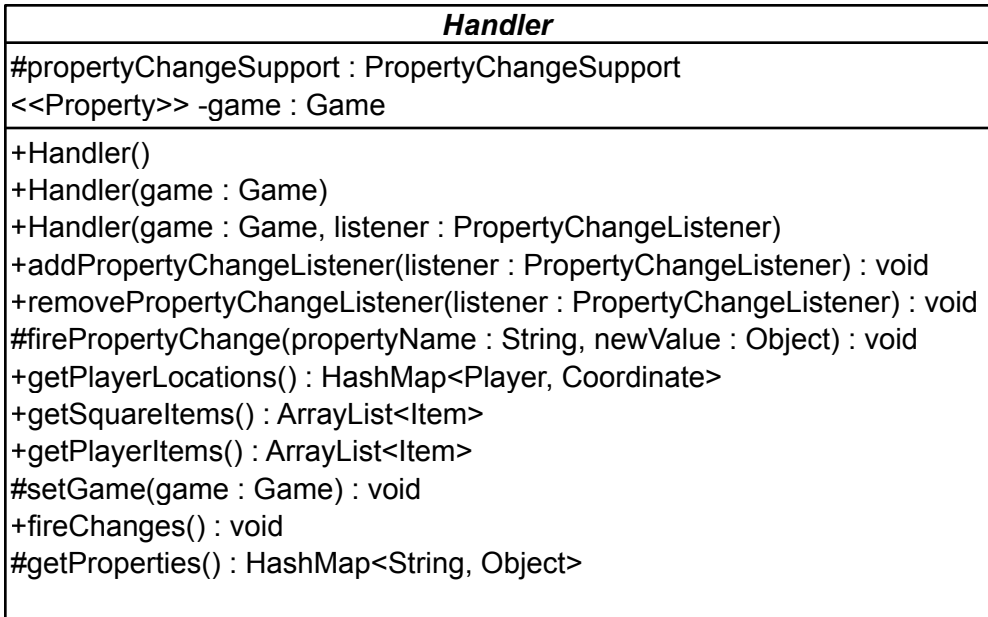 Handler
#propertyChangeSupport : PropertyChangeSupport
<<Property>> -game : Game
+Handler()
+Handler(game : Game)
+Handler(game : Game, listener : PropertyChangeListener)
+addPropertyChangeListener(listener : PropertyChangeListener) : void
+removePropertyChangeListener(listener : PropertyChangeListener) : void
#firePropertyChange(propertyName : String, newValue : Object) : void
+getPlayerLocations() : HashMap<Player, Coordinate>
+getSquareItems() : ArrayList<Item>
+getPlayerItems() : ArrayList<Item>
#setGame(game : Game) : void
+fireChanges() : void
#getProperties() : HashMap<String, Object>